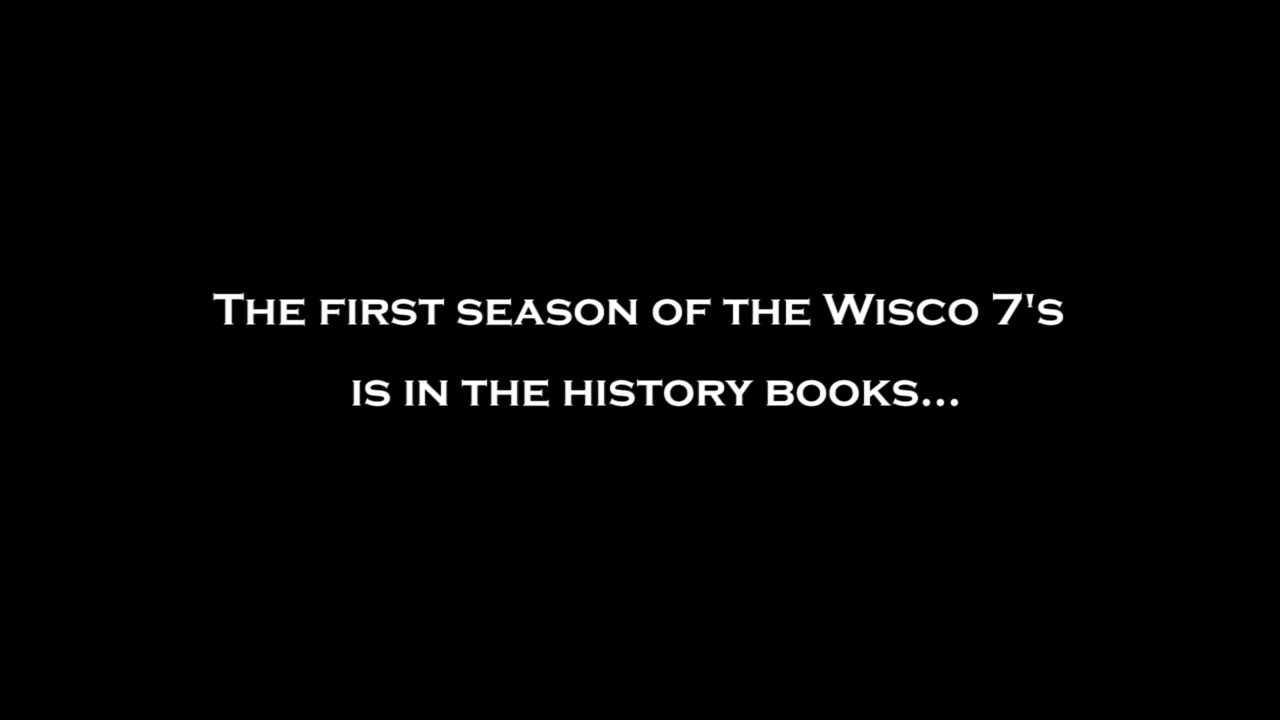 The first season of the Wisco 7's
is in the history books...